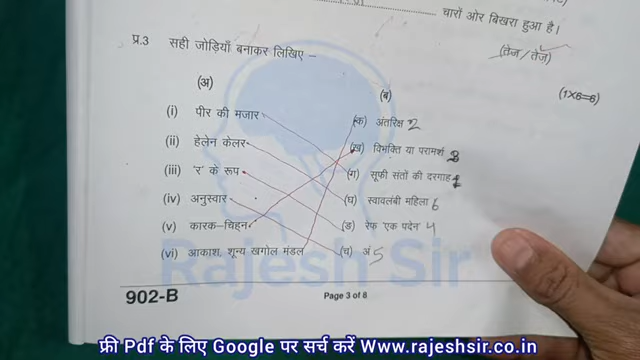 चारों ओर बिखरा हुआ है।
(तेज/तेज़)
प्र.3 सही जोड़ियाँ बनाकर लिखिए –
(1×6=6)
(अ) (ब)
(i) पीर की मजार (क) अंतरिक्ष 2
(ii) हेलेन केलर (ख) विभक्ति या परामर्श 3
(iii) 'र' के रूप (ग) सूफी संतों की दरगाह 1
(iv) अनुस्वार (घ) स्वावलंबी महिला 6
(v) कारक-चिह्न (ङ) रेफ 'एक पदेन' 4
(vi) आकाश, शून्य खगोल मंडल (च) अं 5
Rajesh Sir
902-B Page 3 of 8
फ्री Pdf के लिए Google पर सर्च करें Www.rajeshsir.co.in